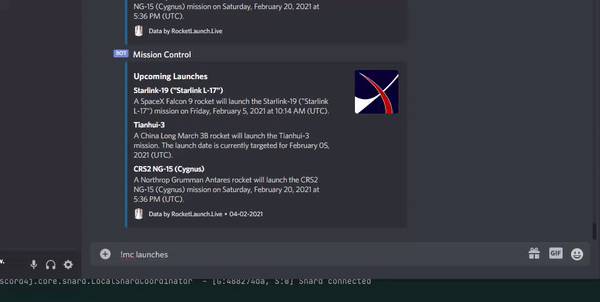 NG-15 (Cygnus) mission on Saturday, February 20, 2021 at
5:36 PM (UTC).
Data by RocketLaunch.Live
BOT Mission Control
Upcoming Launches
Starlink-19 ("Starlink L-17")
A SpaceX Falcon 9 rocket will launch the Starlink-19 ("Starlink
L-17") mission on Friday, February 5, 2021 at 10:14 AM (UTC).
Tianhui-3
A China Long March 3B rocket will launch the Tianhui-3
mission. The launch date is currently targeted for February 05,
2021 (UTC).
CRS2 NG-15 (Cygnus)
A Northrop Grumman Antares rocket will launch the CRS2
NG-15 (Cygnus) mission on Saturday, February 20, 2021 at
5:36 PM (UTC).
Data by RocketLaunch.Live • 04-02-2021
!mc launches
GIF
scord4j.core.shard.LocalShardCoordinator - [G:488274da, S:0] Shard connected